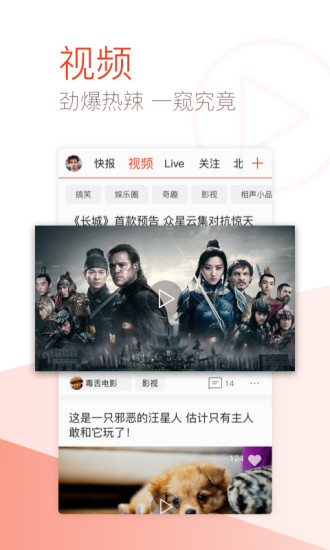 视频
劲爆热辣 一窥究竟
快报 视频 Live 关注 北 +
搞笑 娱乐圈 奇趣 影视 相声小品
《长城》首款预告 众星云集对抗惊天
毒舌电影 影视 14 ...
这是一只邪恶的汪星人 估计只有主人
敢和它玩了!
124